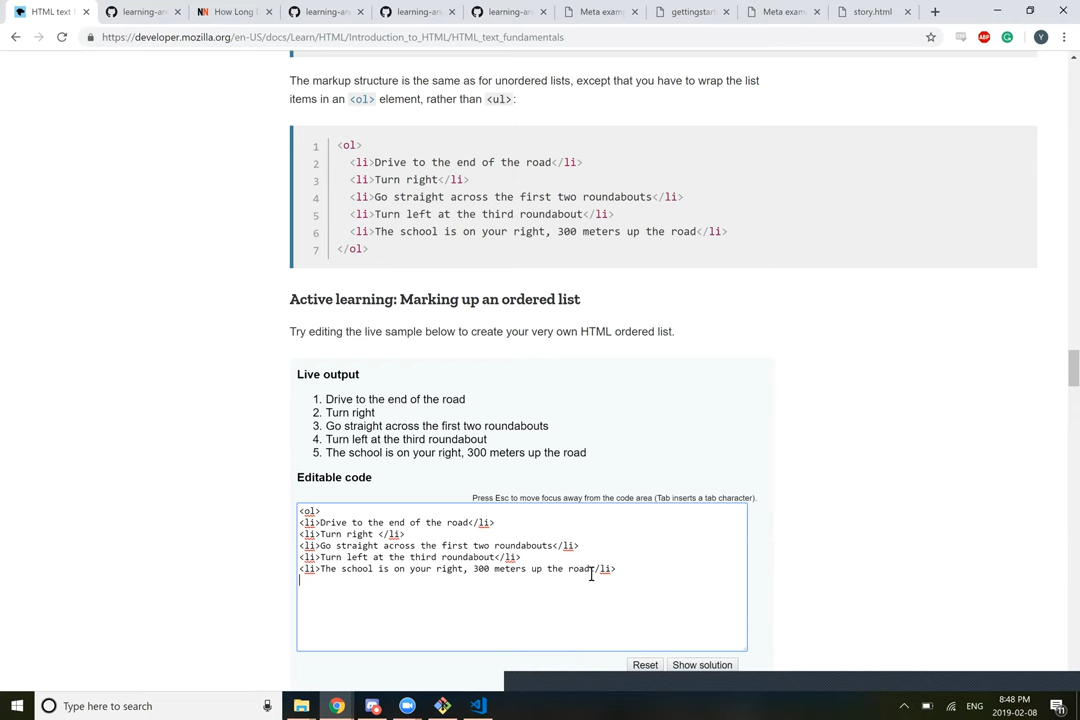 HTML text f
learning-an
How Long
learning-an
learning-an
learning-an
Meta exam
gettingstar
Meta exam
story.html
https://developer.mozilla.org/en-US/docs/Learn/HTML/Introduction_to_HTML/HTML_text_fundamentals
The markup structure is the same as for unordered lists, except that you have to wrap the list
items in an <ol> element, rather than <ul>:
1 <ol>
2 <li>Drive to the end of the road</li>
3 <li>Turn right</li>
4 <li>Go straight across the first two roundabouts</li>
5 <li>Turn left at the third roundabout</li>
6 <li>The school is on your right, 300 meters up the road</li>
7 </ol>
Active learning: Marking up an ordered list
Try editing the live sample below to create your very own HTML ordered list.
Live output
1. Drive to the end of the road
2. Turn right
3. Go straight across the first two roundabouts
4. Turn left at the third roundabout
5. The school is on your right, 300 meters up the road
Editable code
Press Esc to move focus away from the code area (Tab inserts a tab character).
<ol>
<li>Drive to the end of the road</li>
<li>Turn right </li>
<li>Go straight across the first two roundabouts</li>
<li>Turn left at the third roundabout</li>
<li>The school is on your right, 300 meters up the road</li>
Reset Show solution
Type here to search
ENG
8:48 PM
2019-02-08